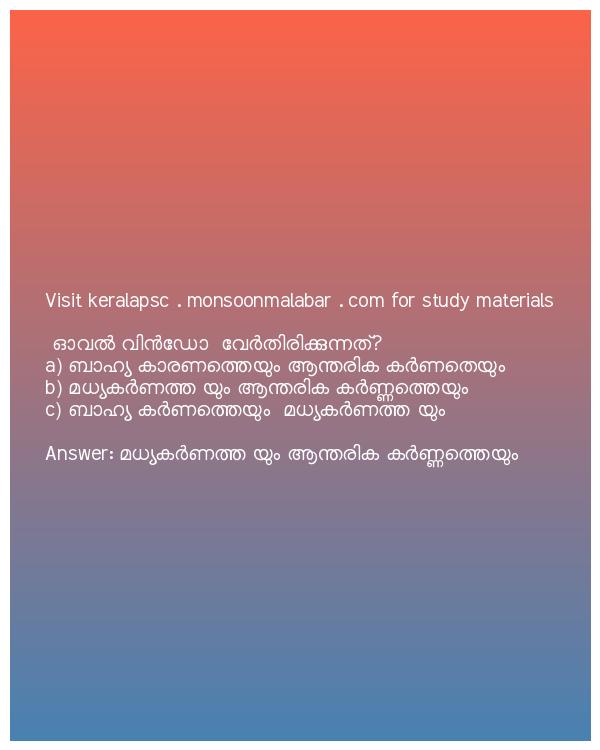 Visit keralapsc . monsoonmalabar . com for study materials
ഓവൽ വിൻഡോ വേർതിരിക്കുന്നത്?
a) ബാഹ്യ കാരണത്തെയും ആന്തരിക കർണതെയും
b) മധ്യകർണത്ത യും ആന്തരിക കർണ്ണത്തെയും
c) ബാഹ്യ കർണത്തെയും മധ്യകർണത്ത യും
Answer: മധ്യകർണത്ത യും ആന്തരിക കർണ്ണത്തെയും